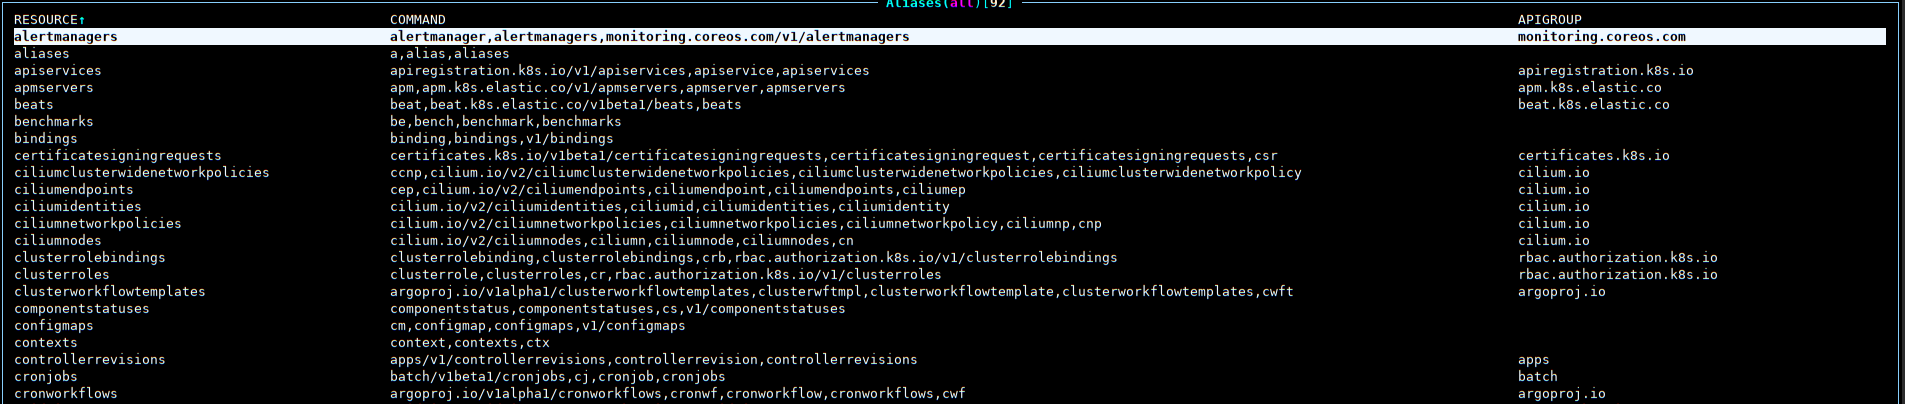 Aliases(all)[92]
RESOURCE↑ COMMAND APIGROUP
alertmanagers alertmanager,alertmanagers,monitoring.coreos.com/v1/alertmanagers monitoring.coreos.com
aliases a,alias,aliases
apiservices apiregistration.k8s.io/v1/apiservices,apiservice,apiservices apiregistration.k8s.io
apmservers apm,apm.k8s.elastic.co/v1/apmservers,apmserver,apmservers apm.k8s.elastic.co
beats beat,beat.k8s.elastic.co/v1beta1/beats,beats beat.k8s.elastic.co
benchmarks be,bench,benchmark,benchmarks
bindings binding,bindings,v1/bindings
certificatesigningrequests certificates.k8s.io/v1beta1/certificatesigningrequests,certificatesigningrequest,certificatesigningrequests,csr certificates.k8s.io
ciliumclusterwidenetworkpolicies ccnp,cilium.io/v2/ciliumclusterwidenetworkpolicies,ciliumclusterwidenetworkpolicies,ciliumclusterwidenetworkpolicy cilium.io
ciliumendpoints cep,cilium.io/v2/ciliumendpoints,ciliumendpoint,ciliumendpoints,ciliumep cilium.io
ciliumidentities cilium.io/v2/ciliumidentities,ciliumid,ciliumidentities,ciliumidentity cilium.io
ciliumnetworkpolicies cilium.io/v2/ciliumnetworkpolicies,ciliumnetworkpolicies,ciliumnetworkpolicy,ciliumnp,cnp cilium.io
ciliumnodes cilium.io/v2/ciliumnodes,ciliumn,ciliumnode,ciliumnodes,cn cilium.io
clusterrolebindings clusterrolebinding,clusterrolebindings,crb,rbac.authorization.k8s.io/v1/clusterrolebindings rbac.authorization.k8s.io
clusterroles clusterrole,clusterroles,cr,rbac.authorization.k8s.io/v1/clusterroles rbac.authorization.k8s.io
clusterworkflowtemplates argoproj.io/v1alpha1/clusterworkflowtemplates,clusterwftmpl,clusterworkflowtemplate,clusterworkflowtemplates,cwft argoproj.io
componentstatuses componentstatus,componentstatuses,cs,v1/componentstatuses
configmaps cm,configmap,configmaps,v1/configmaps
contexts context,contexts,ctx
controllerrevisions apps/v1/controllerrevisions,controllerrevision,controllerrevisions apps
cronjobs batch/v1beta1/cronjobs,cj,cronjob,cronjobs batch
cronworkflows argoproj.io/v1alpha1/cronworkflows,cronwf,cronworkflow,cronworkflows,cwf argoproj.io